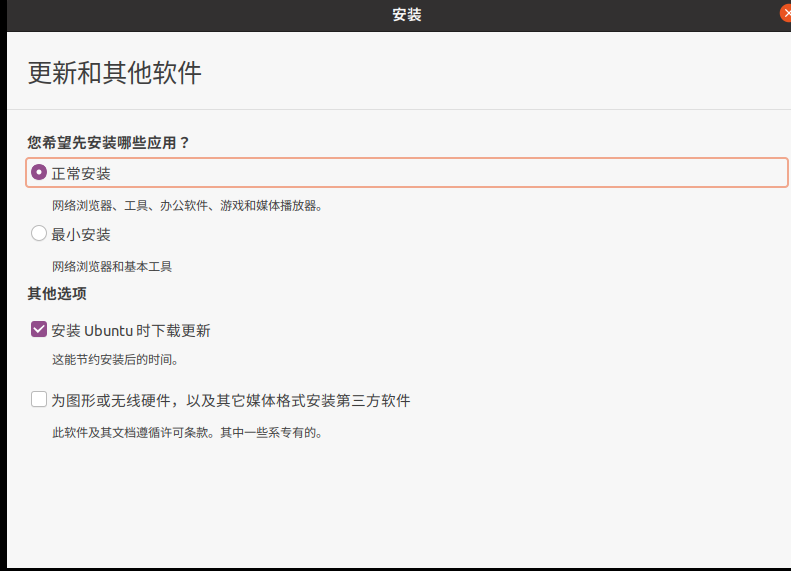 安装
更新和其他软件
您希望先安装哪些应用？
正常安装
网络浏览器、工具、办公软件、游戏和媒体播放器。
最小安装
网络浏览器和基本工具
其他选项
安装 Ubuntu 时下载更新
这能节约安装后的时间。
为图形或无线硬件，以及其它媒体格式安装第三方软件
此软件及其文档遵循许可条款。其中一些系专有的。